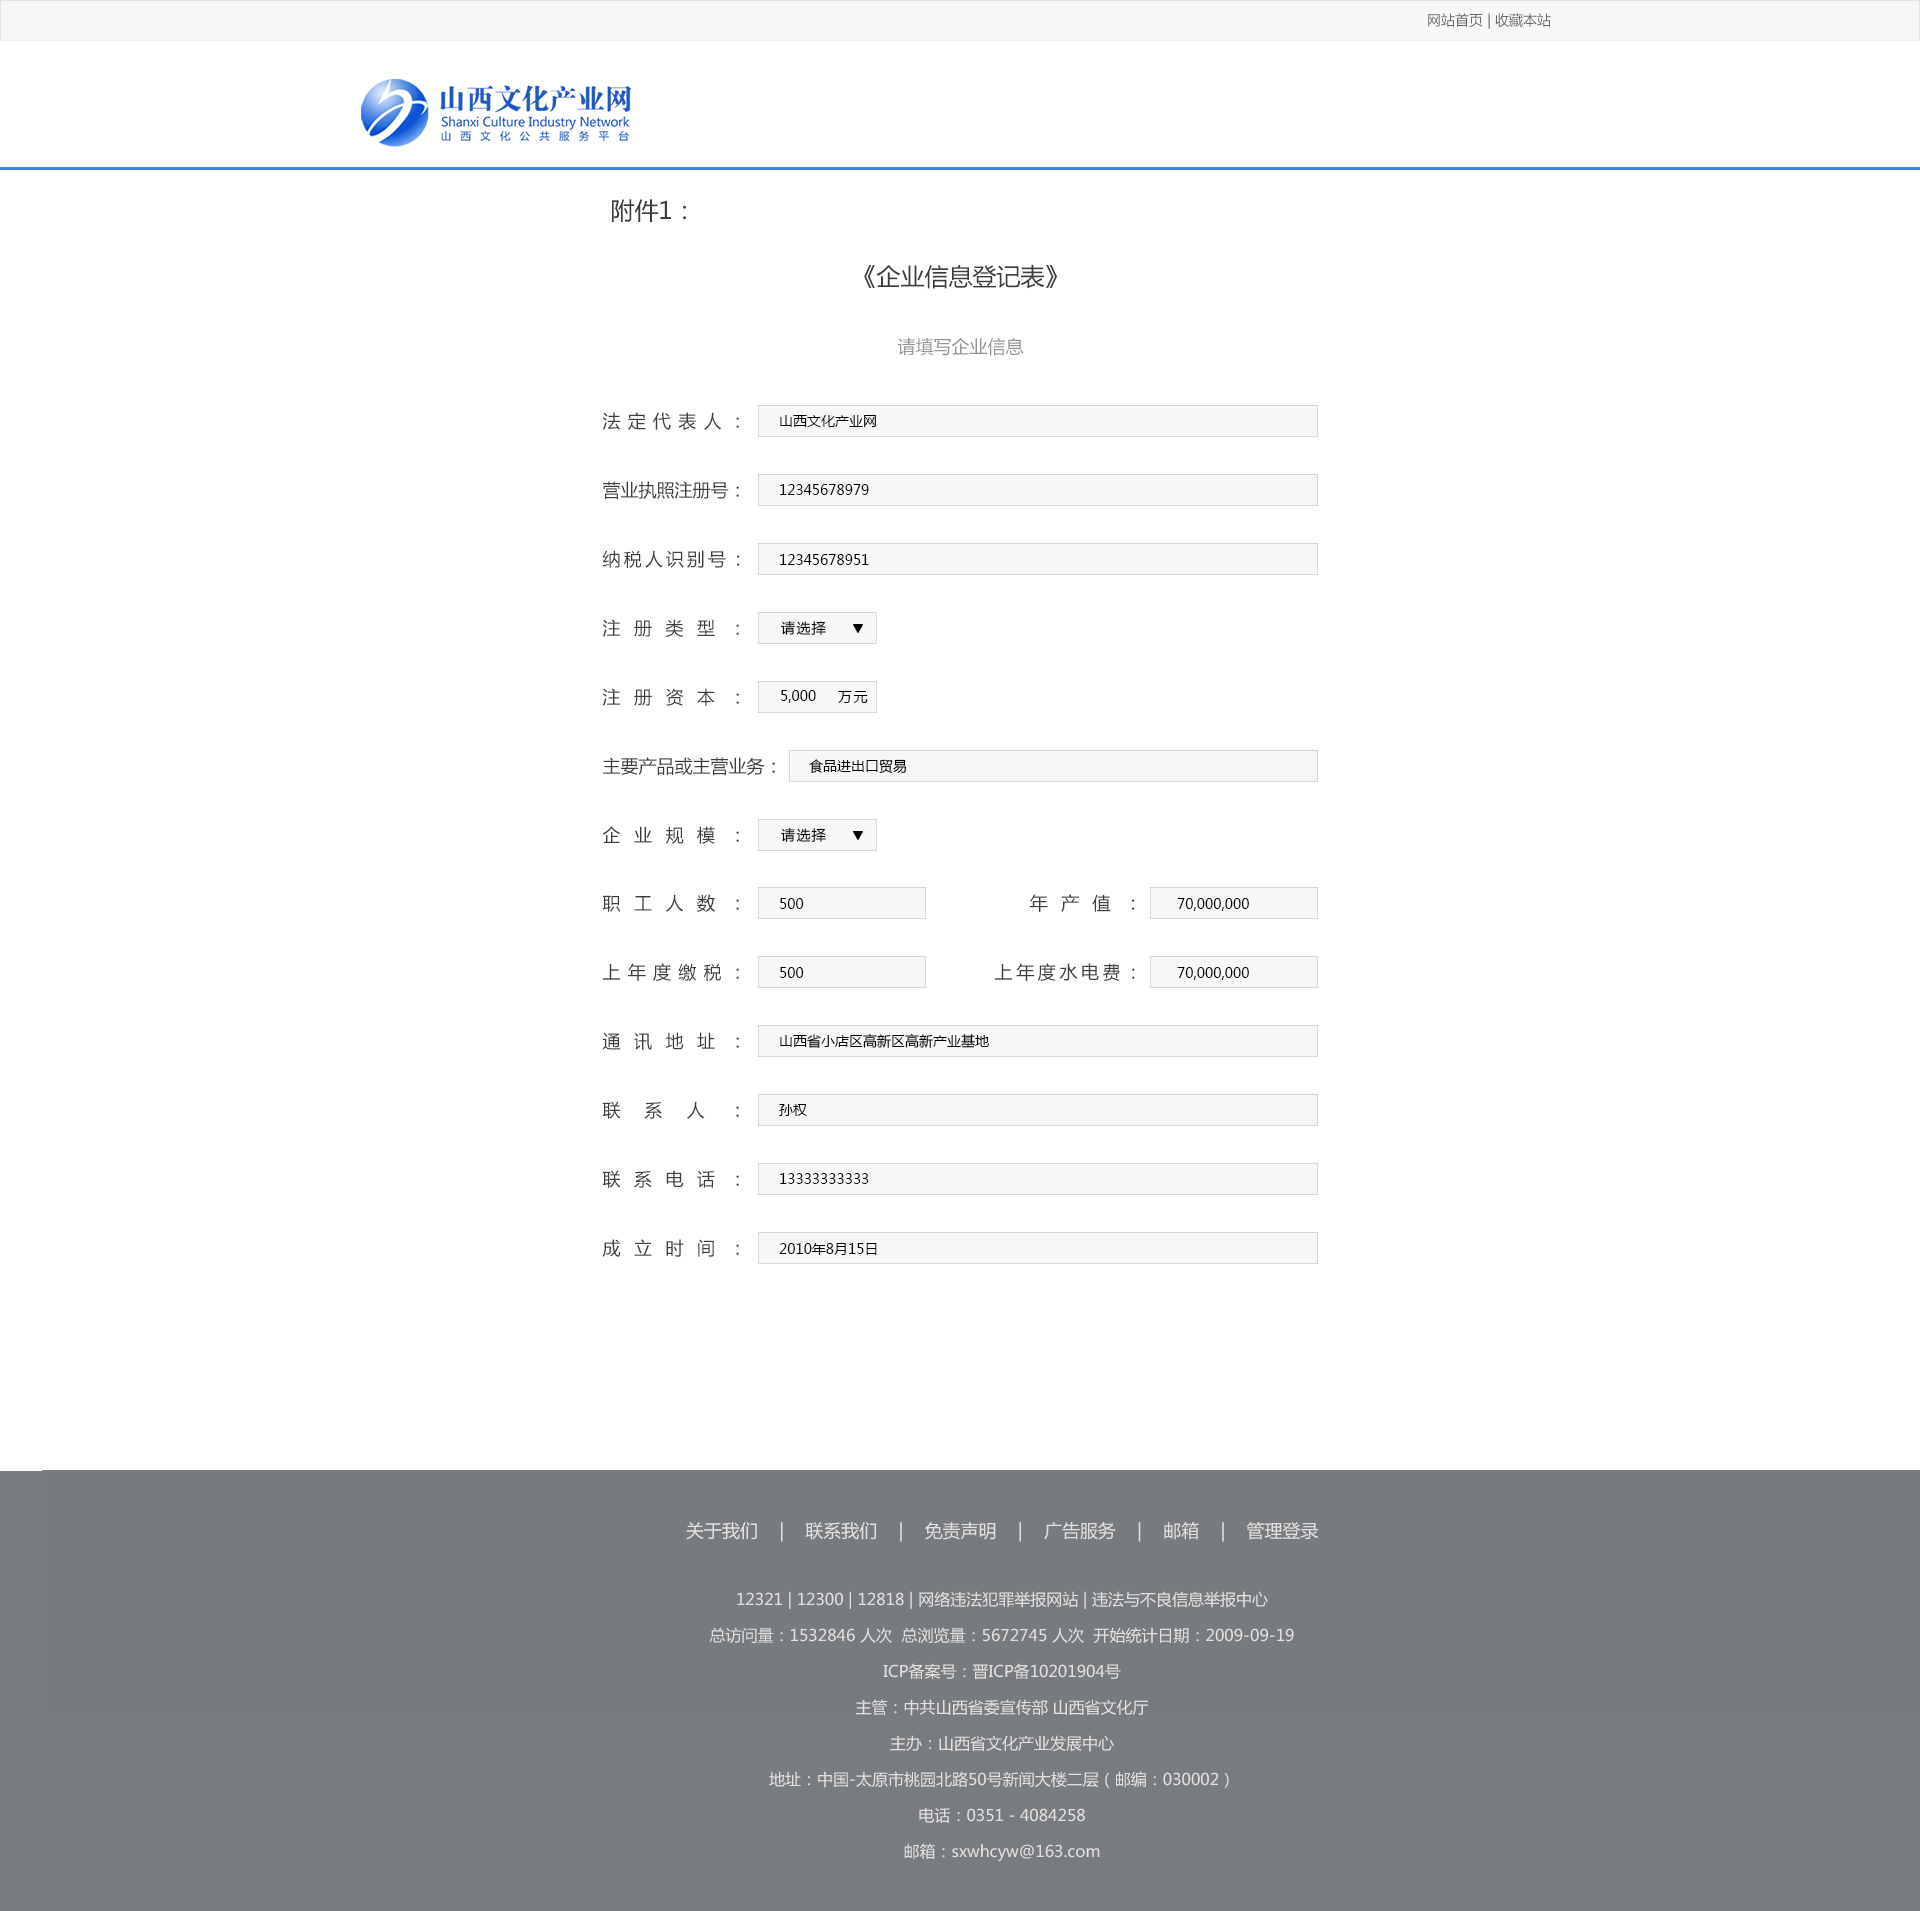 网站首页 | 收藏本站
山西文化产业网
Shanxi Culture Industry Network
山西文化公共服务平台
附件1：
《企业信息登记表》
请填写企业信息
法定代表人： 山西文化产业网
营业执照注册号： 12345678979
纳税人识别号： 12345678951
注册类型： 请选择 ▼
注册资本： 5,000 万元
主要产品或主营业务： 食品进出口贸易
企业规模： 请选择 ▼
职工人数： 500 年产值： 70,000,000
上年度缴税： 500 上年度水电费： 70,000,000
通讯地址： 山西省小店区高新区高新产业基地
联系人： 孙权
联系电话： 13333333333
成立时间： 2010年8月15日
关于我们 | 联系我们 | 免责声明 | 广告服务 | 邮箱 | 管理登录
12321 | 12300 | 12818 | 网络违法犯罪举报网站 | 违法与不良信息举报中心
总访问量：1532846 人次 总浏览量：5672745 人次 开始统计日期：2009-09-19
ICP备案号：晋ICP备10201904号
主管：中共山西省委宣传部 山西省文化厅
主办：山西省文化产业发展中心
地址：中国-太原市桃园北路50号新闻大楼二层（邮编：030002）
电话：0351 - 4084258
邮箱：sxwhcyw@163.com